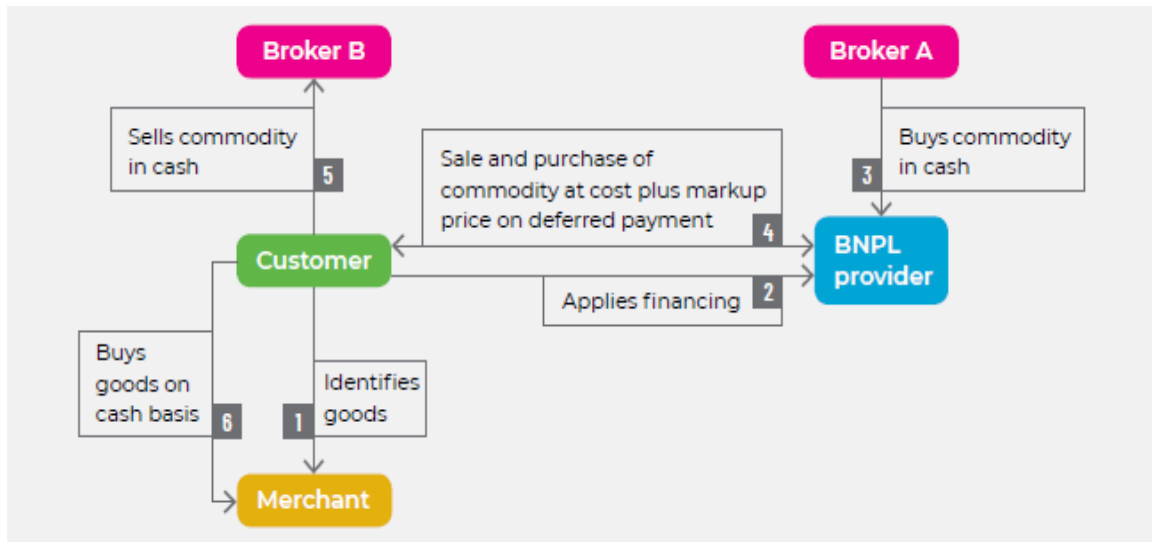 Broker B
Broker A
Sells commodity
in cash
5
Sale and purchase of
commodity at cost plus markup
price on deferred payment
4
Buys commodity
in cash
3
Customer
BNPL
provider
Applies financing
2
Buys
goods on
cash basis
6
Identifies
goods
1
Merchant